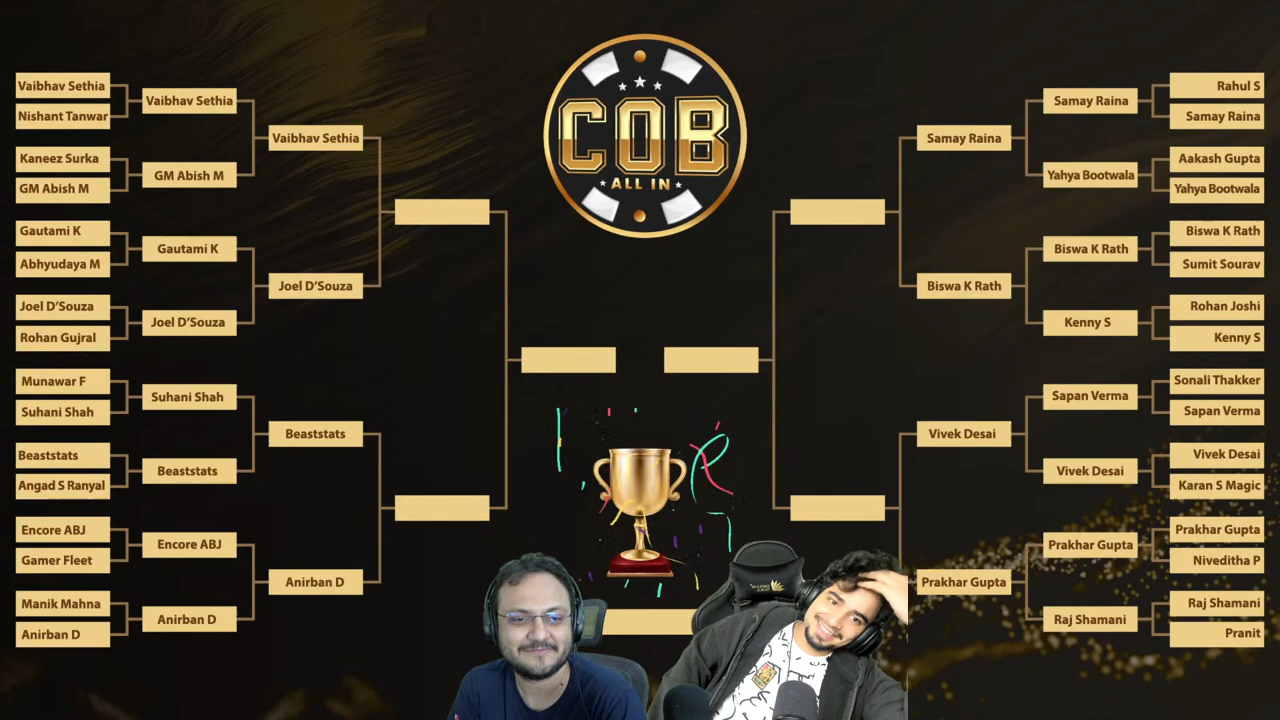 COB
ALL IN
Vaibhav Sethia
Nishant Tanwar
Kaneez Surka
GM Abish M
Gautami K
Abhyudaya M
Joel D'Souza
Rohan Gujral
Munawar F
Suhani Shah
Beaststats
Angad S Ranyal
Encore ABJ
Gamer Fleet
Manik Mahna
Anirban D
Vaibhav Sethia
GM Abish M
Gautami K
Joel D'Souza
Suhani Shah
Beaststats
Encore ABJ
Anirban D
Vaibhav Sethia
Joel D'Souza
Beaststats
Anirban D
Samay Raina
Biswa K Rath
Vivek Desai
Prakhar Gupta
Samay Raina
Yahya Bootwala
Biswa K Rath
Kenny S
Sapan Verma
Vivek Desai
Prakhar Gupta
Raj Shamani
Rahul S
Samay Raina
Aakash Gupta
Yahya Bootwala
Biswa K Rath
Sumit Sourav
Rohan Joshi
Kenny S
Sonali Thakker
Sapan Verma
Vivek Desai
Karan S Magic
Prakhar Gupta
Niveditha P
Raj Shamani
Pranit